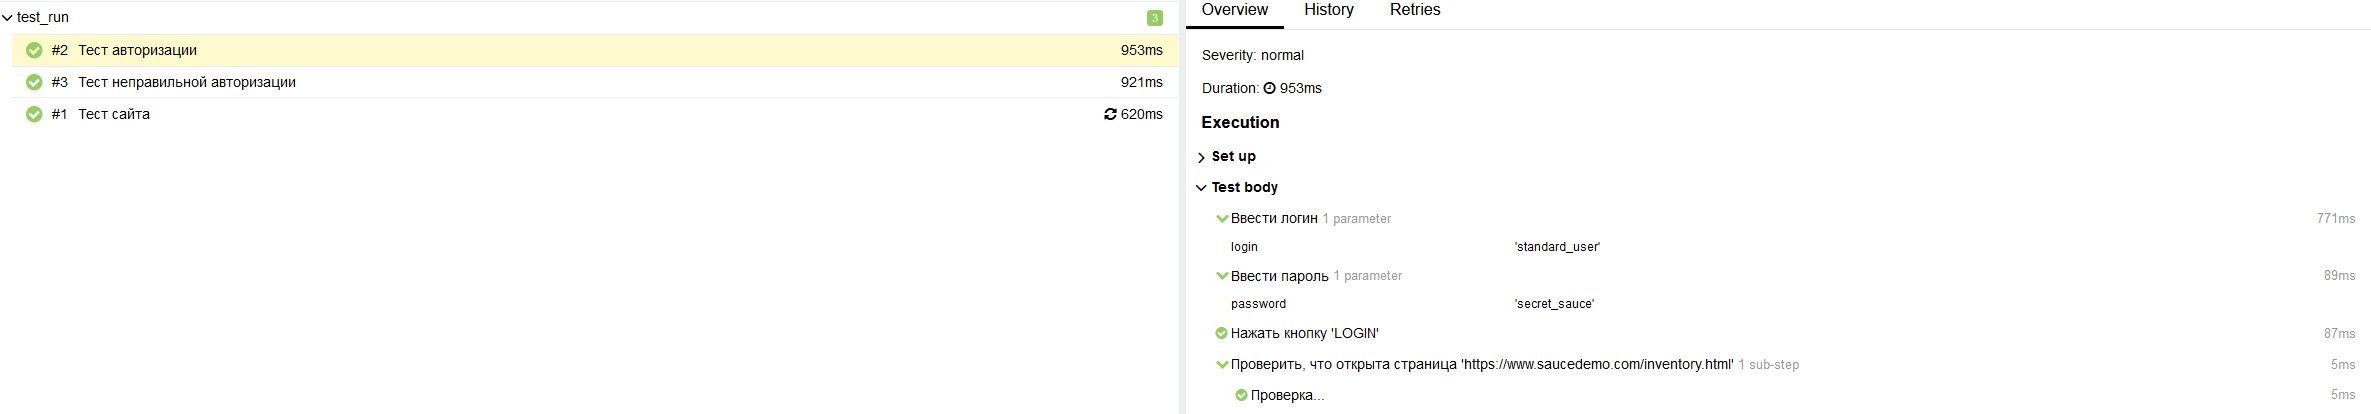 test_run 3
#2 Тест авторизации 953ms
#3 Тест неправильной авторизации 921ms
#1 Тест сайта 620ms
Overview History Retries
Severity: normal
Duration: 953ms
Execution
Set up
Test body
Ввести логин 1 parameter 771ms
login 'standard_user'
Ввести пароль 1 parameter 89ms
password 'secret_sauce'
Нажать кнопку 'LOGIN' 87ms
Проверить, что открыта страница 'https://www.saucedemo.com/inventory.html' 1 sub-step 5ms
Проверка... 5ms